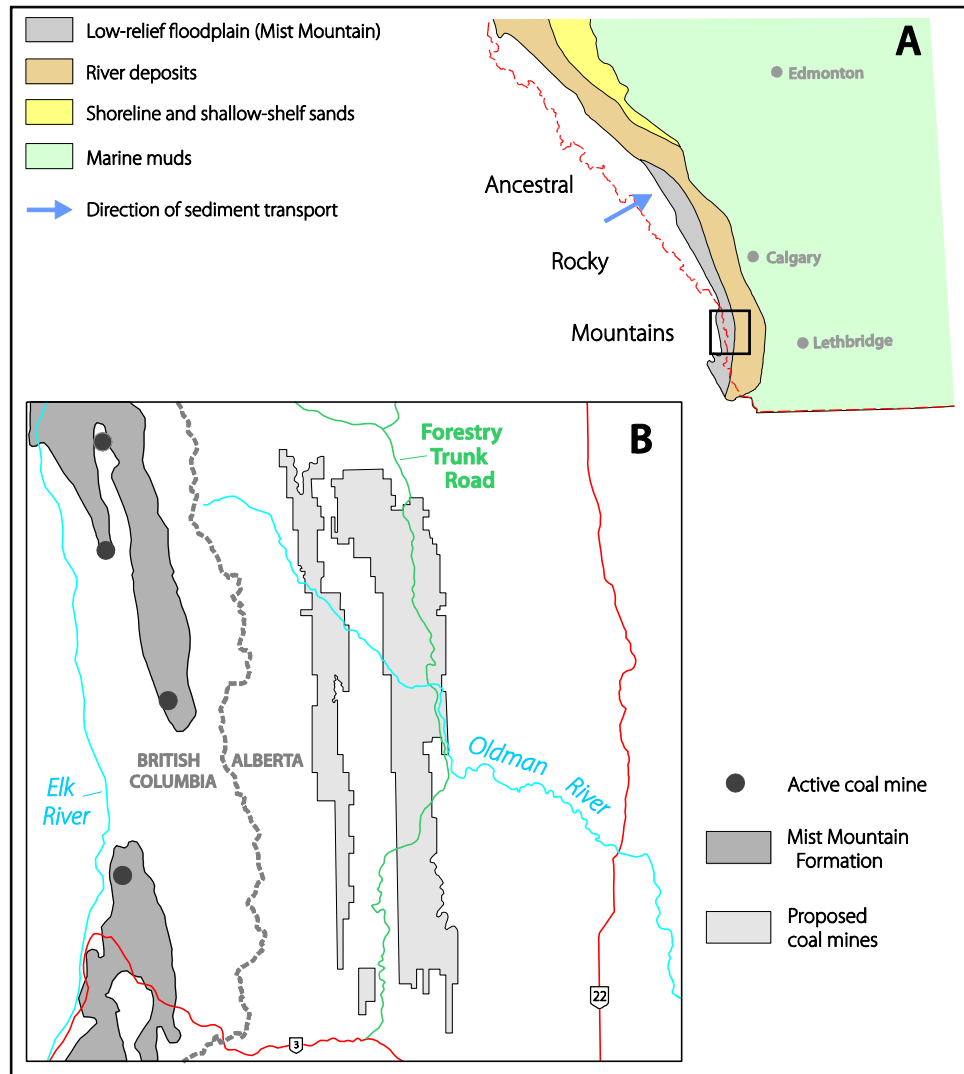 Low-relief floodplain (Mist Mountain)
River deposits
Shoreline and shallow-shelf sands
Marine muds
Direction of sediment transport
A
Edmonton
Ancestral
Rocky
Mountains
Calgary
Lethbridge
B
Forestry
Trunk
Road
BRITISH
COLUMBIA
ALBERTA
Elk
River
Oldman River
22
3
Active coal mine
Mist Mountain
Formation
Proposed
coal mines